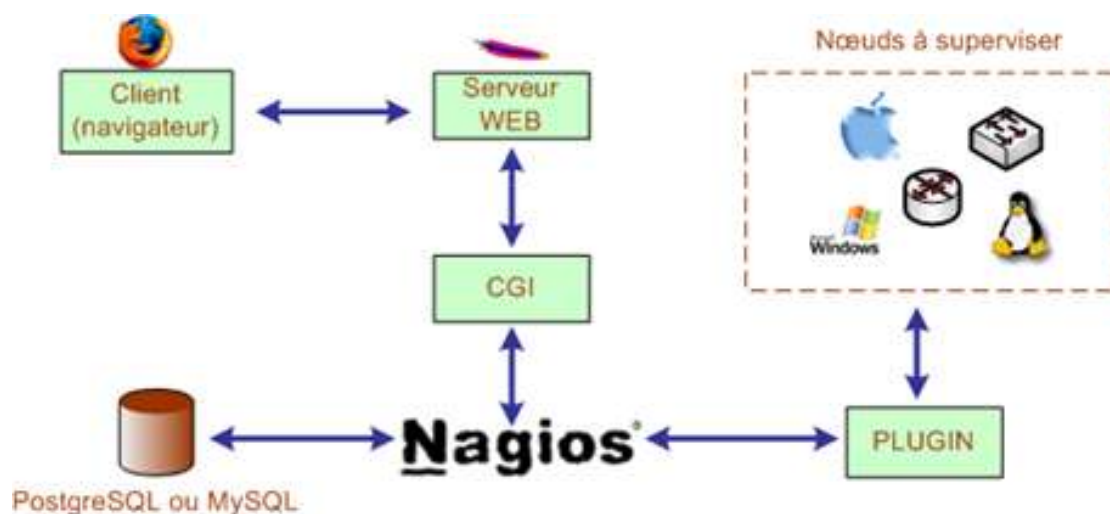 Client
(navigateur)
Serveur
WEB
Nœuds à superviser
Windows
CGI
Nagios
PLUGIN
PostgreSQL ou MySQL